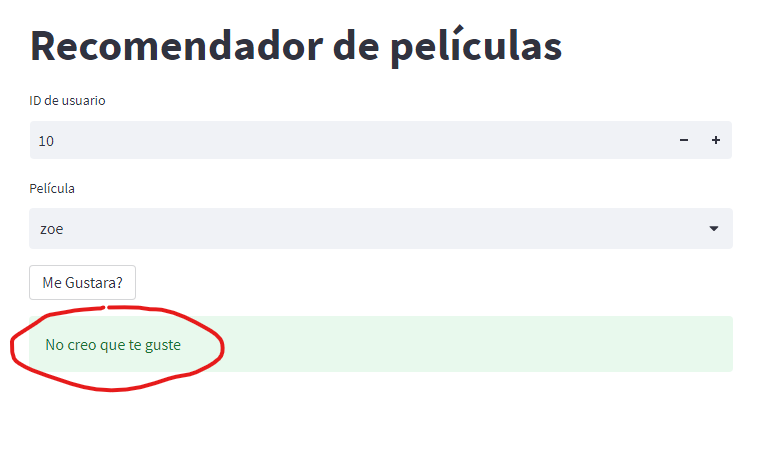 Recomendador de películas
ID de usuario
10
Película
zoe
Me Gustara?
No creo que te guste